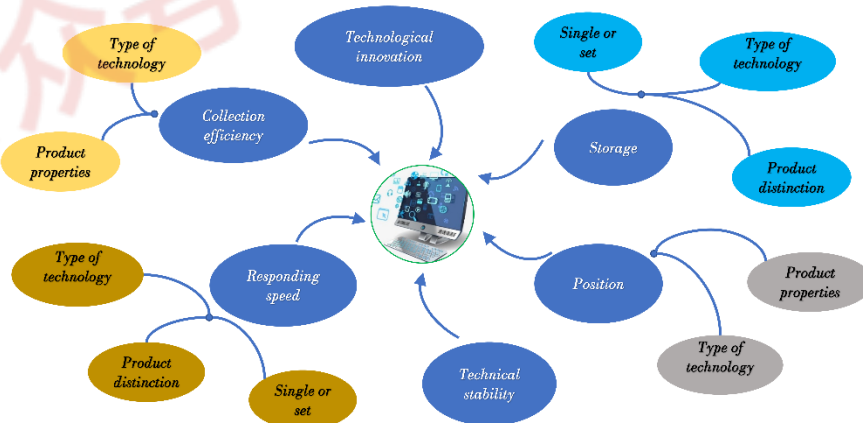 Type of
technology
Technological
innovation
Single or
set
Type of
technology
Collection
efficiency
Product
properties
Storage
Product
distinction
Type of
technology
Responding
speed
Position
Product
properties
Product
distinction
Single or
set
Technical
stability
Type of
technology